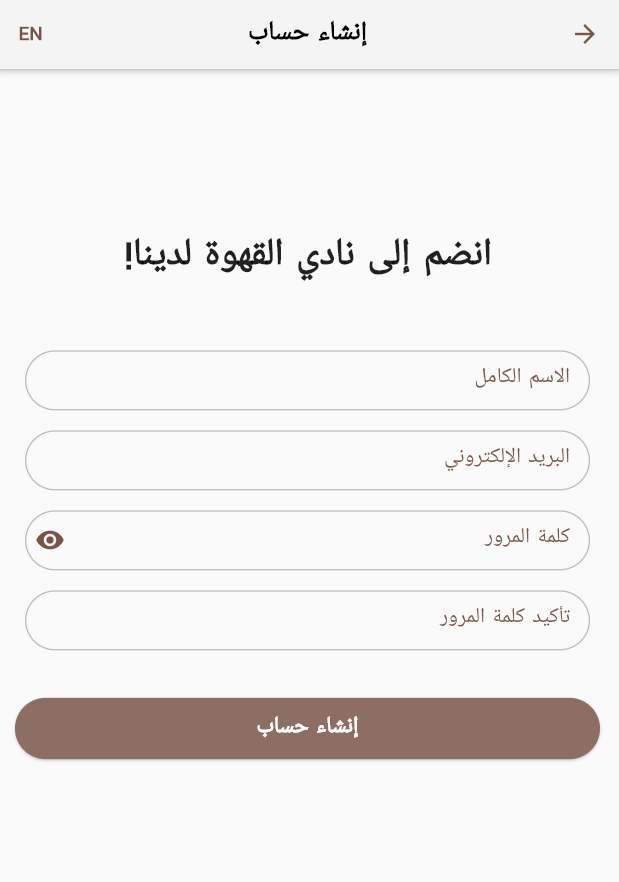 إنشاء حساب
EN
انضم إلى نادي القهوة لدينا!
الاسم الكامل
البريد الإلكتروني
كلمة المرور
تأكيد كلمة المرور
إنشاء حساب